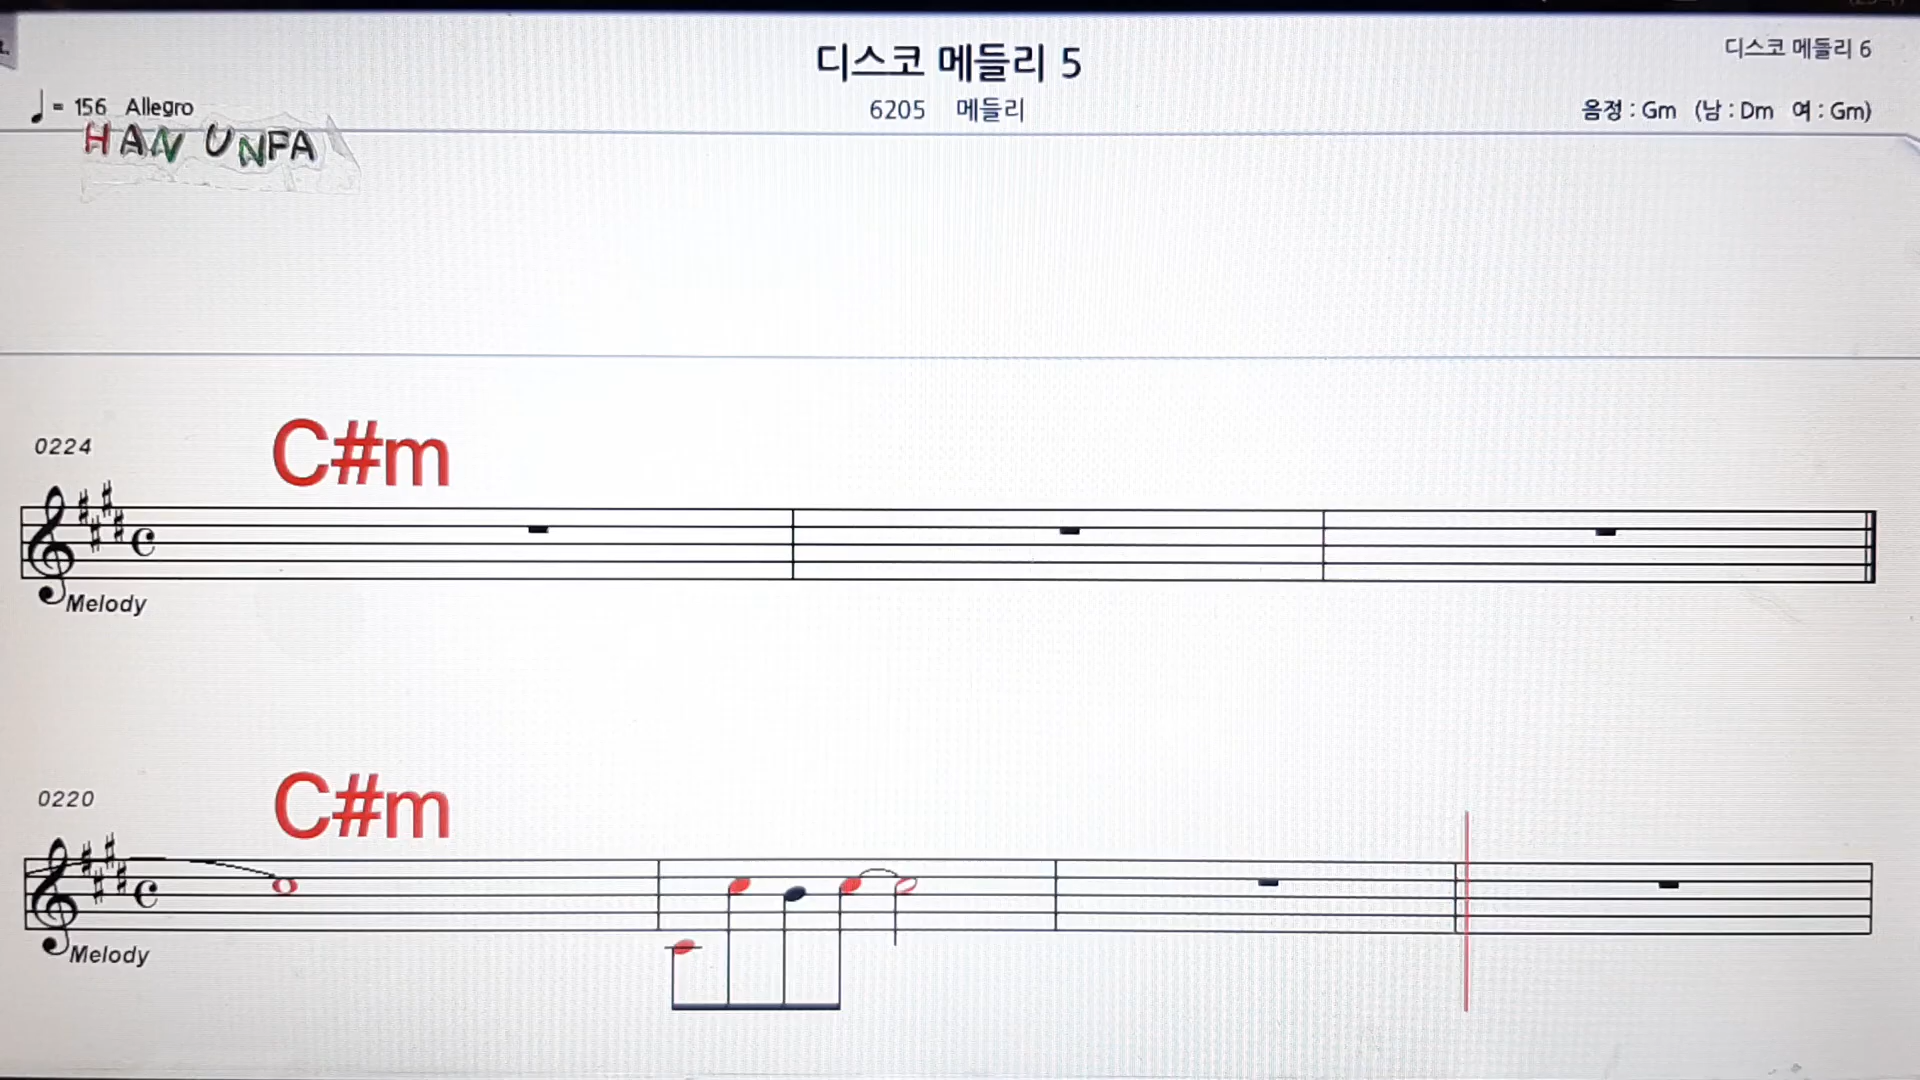 디스코 메들리 5
디스코 메들리 6
= 156 Allegro
6205 메들리
음정 : Gm (남 : Dm 여 : Gm)
HAN UNPA
0224
C#m
Melody
0220
C#m
Melody